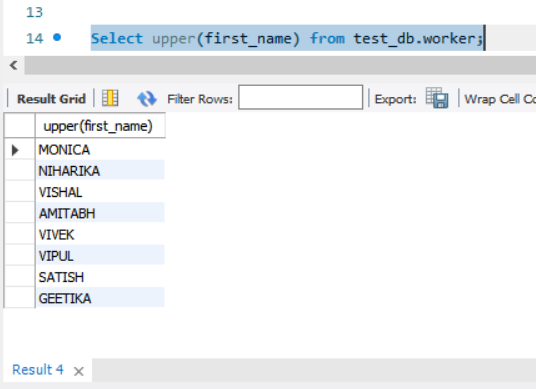 13
14 Select upper(first_name) from test_db.worker;
Result Grid Filter Rows: Export: Wrap Cell Co
upper(first_name)
MONICA
NIHARIKA
VISHAL
AMITABH
VIVEK
VIPUL
SATISH
GEETIKA
Result 4